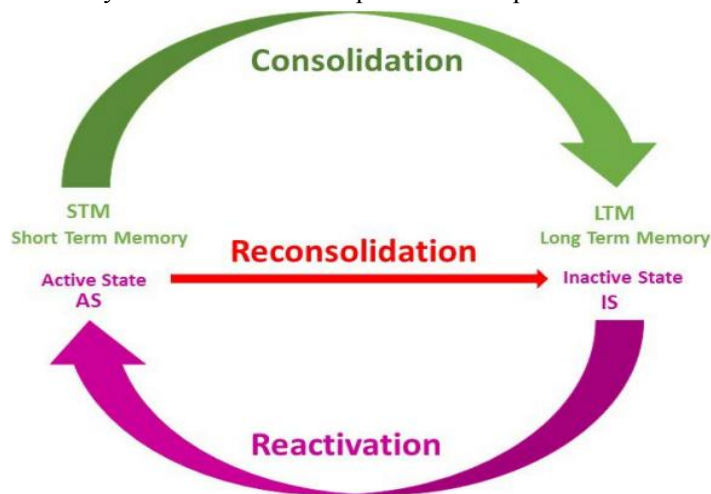 Consolidation
STM
Short Term Memory
LTM
Long Term Memory
Reconsolidation
Active State
AS
Inactive State
IS
Reactivation